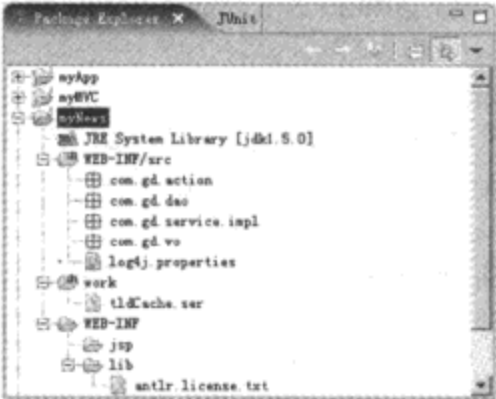 Package Explorer JUnit
myApp
myMVC
myNews
JRE System Library [jdk1.5.0]
WEB-INF/src
com.gd.action
com.gd.dao
com.gd.service.impl
com.gd.vo
log4j.properties
work
tldCache.ser
WEB-INF
jsp
lib
antlr.license.txt